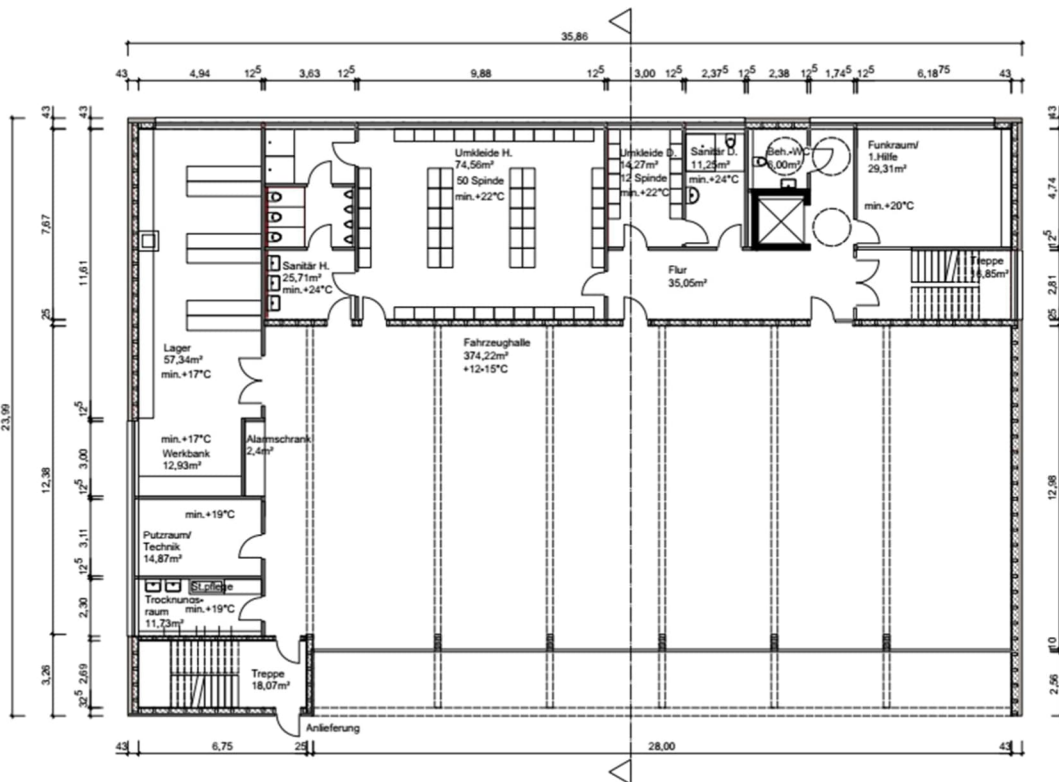 35,86
43 4,94 12⁵ 3,63 12⁵ 9,88 12⁵ 3,00 12⁵ 2,37⁵ 12⁵ 2,38 12⁵ 1,74⁵ 12⁵ 6,18⁷⁵ 43
Umkleide H.
74,56m²
50 Spinde
min.+22°C
Umkleide D.
14,27m²
12 Spinde
min.+22°C
Sanitär D.
11,25m²
min.+24°C
Beh.-WC
6,00m²
Funkraum/
1.Hilfe
29,31m²
min.+20°C
Sanitär H.
25,71m²
min.+24°C
Flur
35,05m²
Treppe
16,85m²
Lager
57,34m²
min.+17°C
Fahrzeughalle
374,22m²
+12-15°C
min.+17°C
Werkbank
12,93m²
Alarmschrank
2,4m²
min.+19°C
Putzraum/
Technik
14,87m²
St.pflege
Trocknungs-
raum
min.+19°C
11,73m²
Treppe
18,07m²
Anlieferung
23,99
43
7,67
25
12,38
3,26
43
11,61
12⁵
3,00
12⁵
3,11
12⁵
2,30
2,69
32⁵
43
4,74
12⁵
2,81
25
12,98
10
2,56
43 6,75 25 28,00 43